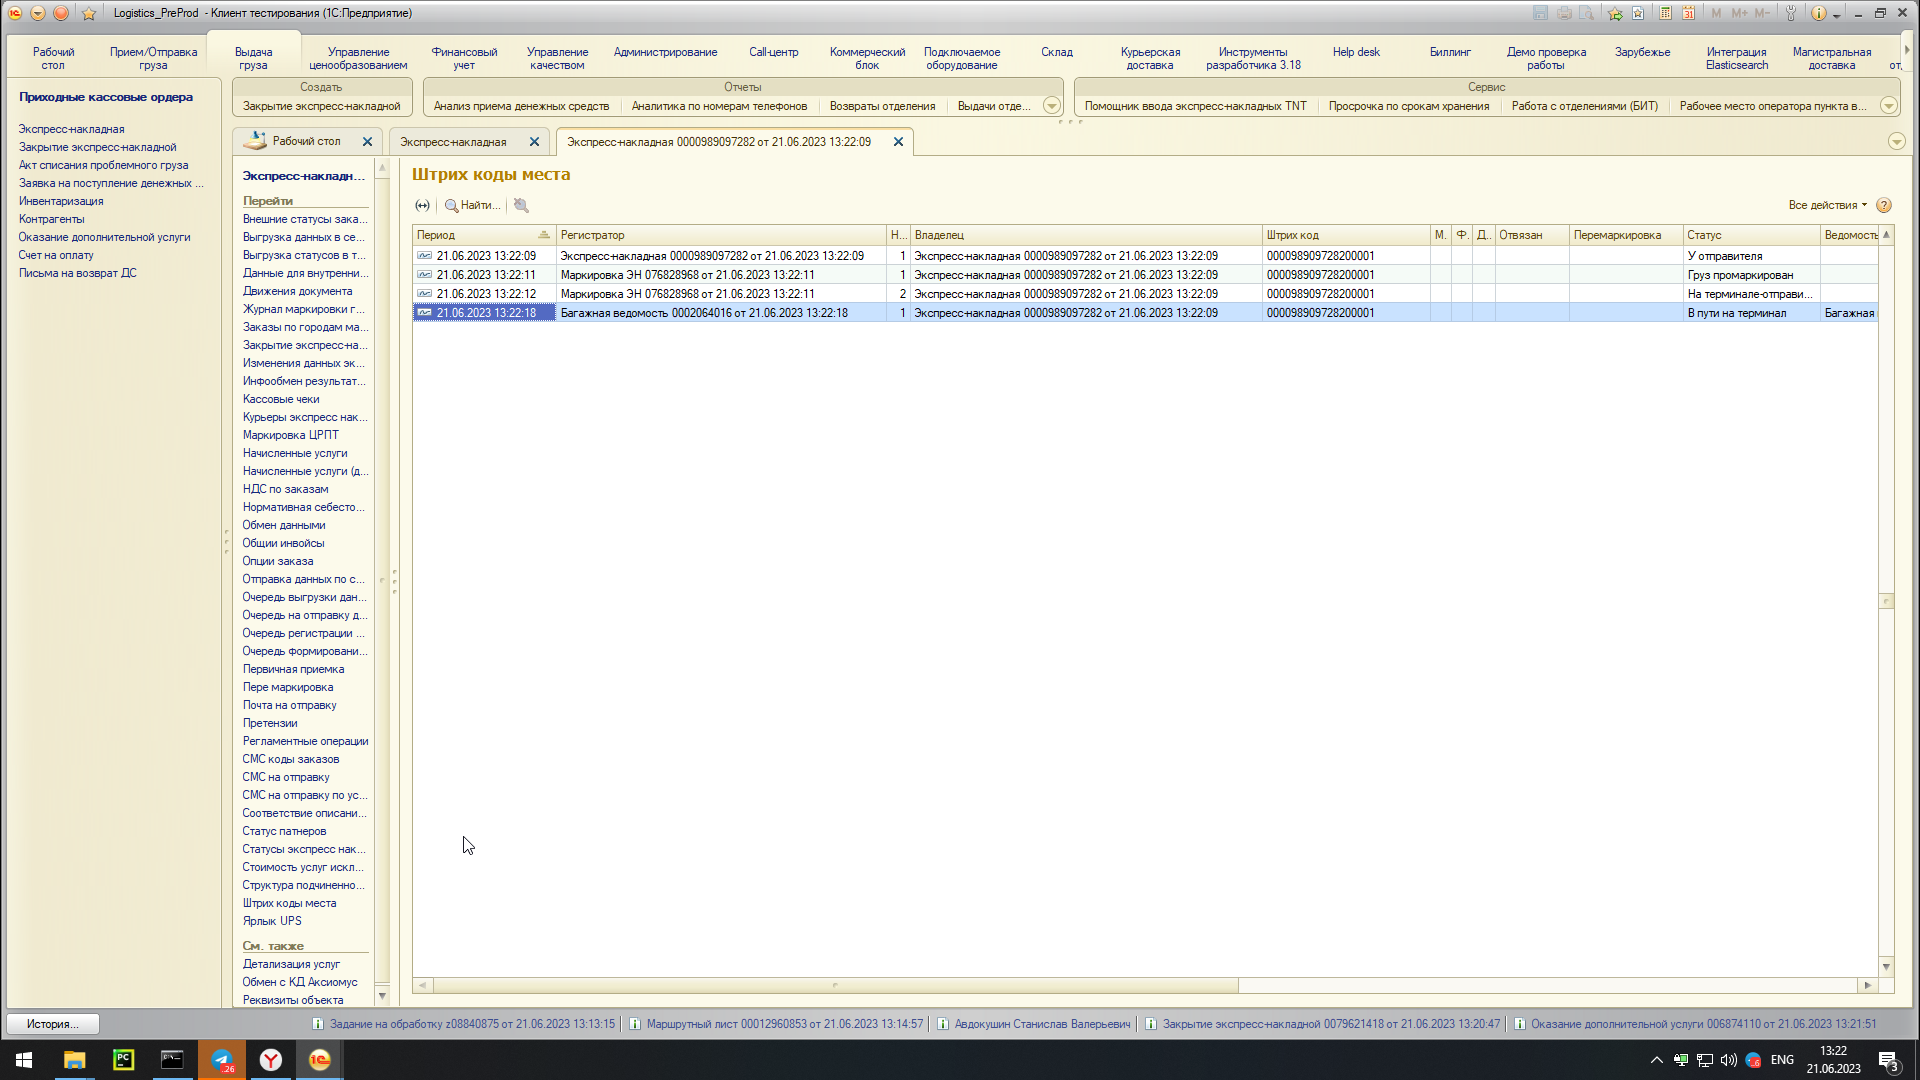 Logistics_PreProd - Клиент тестирования (1С:Предприятие)
M M+ M-
Рабочий стол
Прием/Отправка груза
Выдача груза
Управление ценообразованием
Финансовый учет
Управление качеством
Администрирование
Call-центр
Коммерческий блок
Подключаемое оборудование
Склад
Курьерская доставка
Инструменты разработчика 3.18
Help desk
Биллинг
Демо проверка работы
Зарубежье
Интеграция Elasticsearch
Магистральная доставка
Приходные кассовые ордера
Экспресс-накладная
Закрытие экспресс-накладной
Акт списания проблемного груза
Заявка на поступление денежных ...
Инвентаризация
Контрагенты
Оказание дополнительной услуги
Счет на оплату
Письма на возврат ДС
Создать
Закрытие экспресс-накладной
Отчеты
Анализ приема денежных средств
Аналитика по номерам телефонов
Возвраты отделения
Выдачи отде...
Сервис
Помощник ввода экспресс-накладных TNT
Просрочка по срокам хранения
Работа с отделениями (БИТ)
Рабочее место оператора пункта в...
Рабочий стол
Экспресс-накладная
Экспресс-накладная 0000989097282 от 21.06.2023 13:22:09
Экспресс-накладн...
Перейти
Внешние статусы зака...
Выгрузка данных в се...
Выгрузка статусов в т...
Данные для внутренни...
Движения документа
Журнал маркировки г...
Заказы по городам ма...
Закрытие экспресс-на...
Изменения данных эк...
Инфообмен результат...
Кассовые чеки
Курьеры экспресс нак...
Маркировка ЦРПТ
Начисленные услуги
Начисленные услуги (д...
НДС по заказам
Нормативная себесто...
Обмен данными
Общии инвойсы
Опции заказа
Отправка данных по с...
Очередь выгрузки дан...
Очередь на отправку д...
Очередь регистрации ...
Очередь формировани...
Первичная приемка
Пере маркировка
Почта на отправку
Претензии
Регламентные операции
СМС коды заказов
СМС на отправку
СМС на отправку по ус...
Соответствие описани...
Статус патнеров
Статусы экспресс нак...
Стоимость услуг искл...
Структура подчиненно...
Штрих коды места
Ярлык UPS
См. также
Детализация услуг
Обмен с КД Аксиомус
Реквизиты объекта
Штрих коды места
Найти...
Все действия
Период Регистратор Н... Владелец Штрих код М. Ф. Д.. Отвязан Перемаркировка Статус Ведомость
21.06.2023 13:22:09 Экспресс-накладная 0000989097282 от 21.06.2023 13:22:09 1 Экспресс-накладная 0000989097282 от 21.06.2023 13:22:09 000098909728200001 У отправителя
21.06.2023 13:22:11 Маркировка ЭН 076828968 от 21.06.2023 13:22:11 1 Экспресс-накладная 0000989097282 от 21.06.2023 13:22:09 000098909728200001 Груз промаркирован
21.06.2023 13:22:12 Маркировка ЭН 076828968 от 21.06.2023 13:22:11 2 Экспресс-накладная 0000989097282 от 21.06.2023 13:22:09 000098909728200001 На терминале-отправи...
21.06.2023 13:22:18 Багажная ведомость 0002064016 от 21.06.2023 13:22:18 1 Экспресс-накладная 0000989097282 от 21.06.2023 13:22:09 000098909728200001 В пути на терминал Багажная
История...
Задание на обработку z08840875 от 21.06.2023 13:13:15
Маршрутный лист 00012960853 от 21.06.2023 13:14:57
Авдокушин Станислав Валерьевич
Закрытие экспресс-накладной 0079621418 от 21.06.2023 13:20:47
Оказание дополнительной услуги 006874110 от 21.06.2023 13:21:51
ENG
13:22
21.06.2023
3